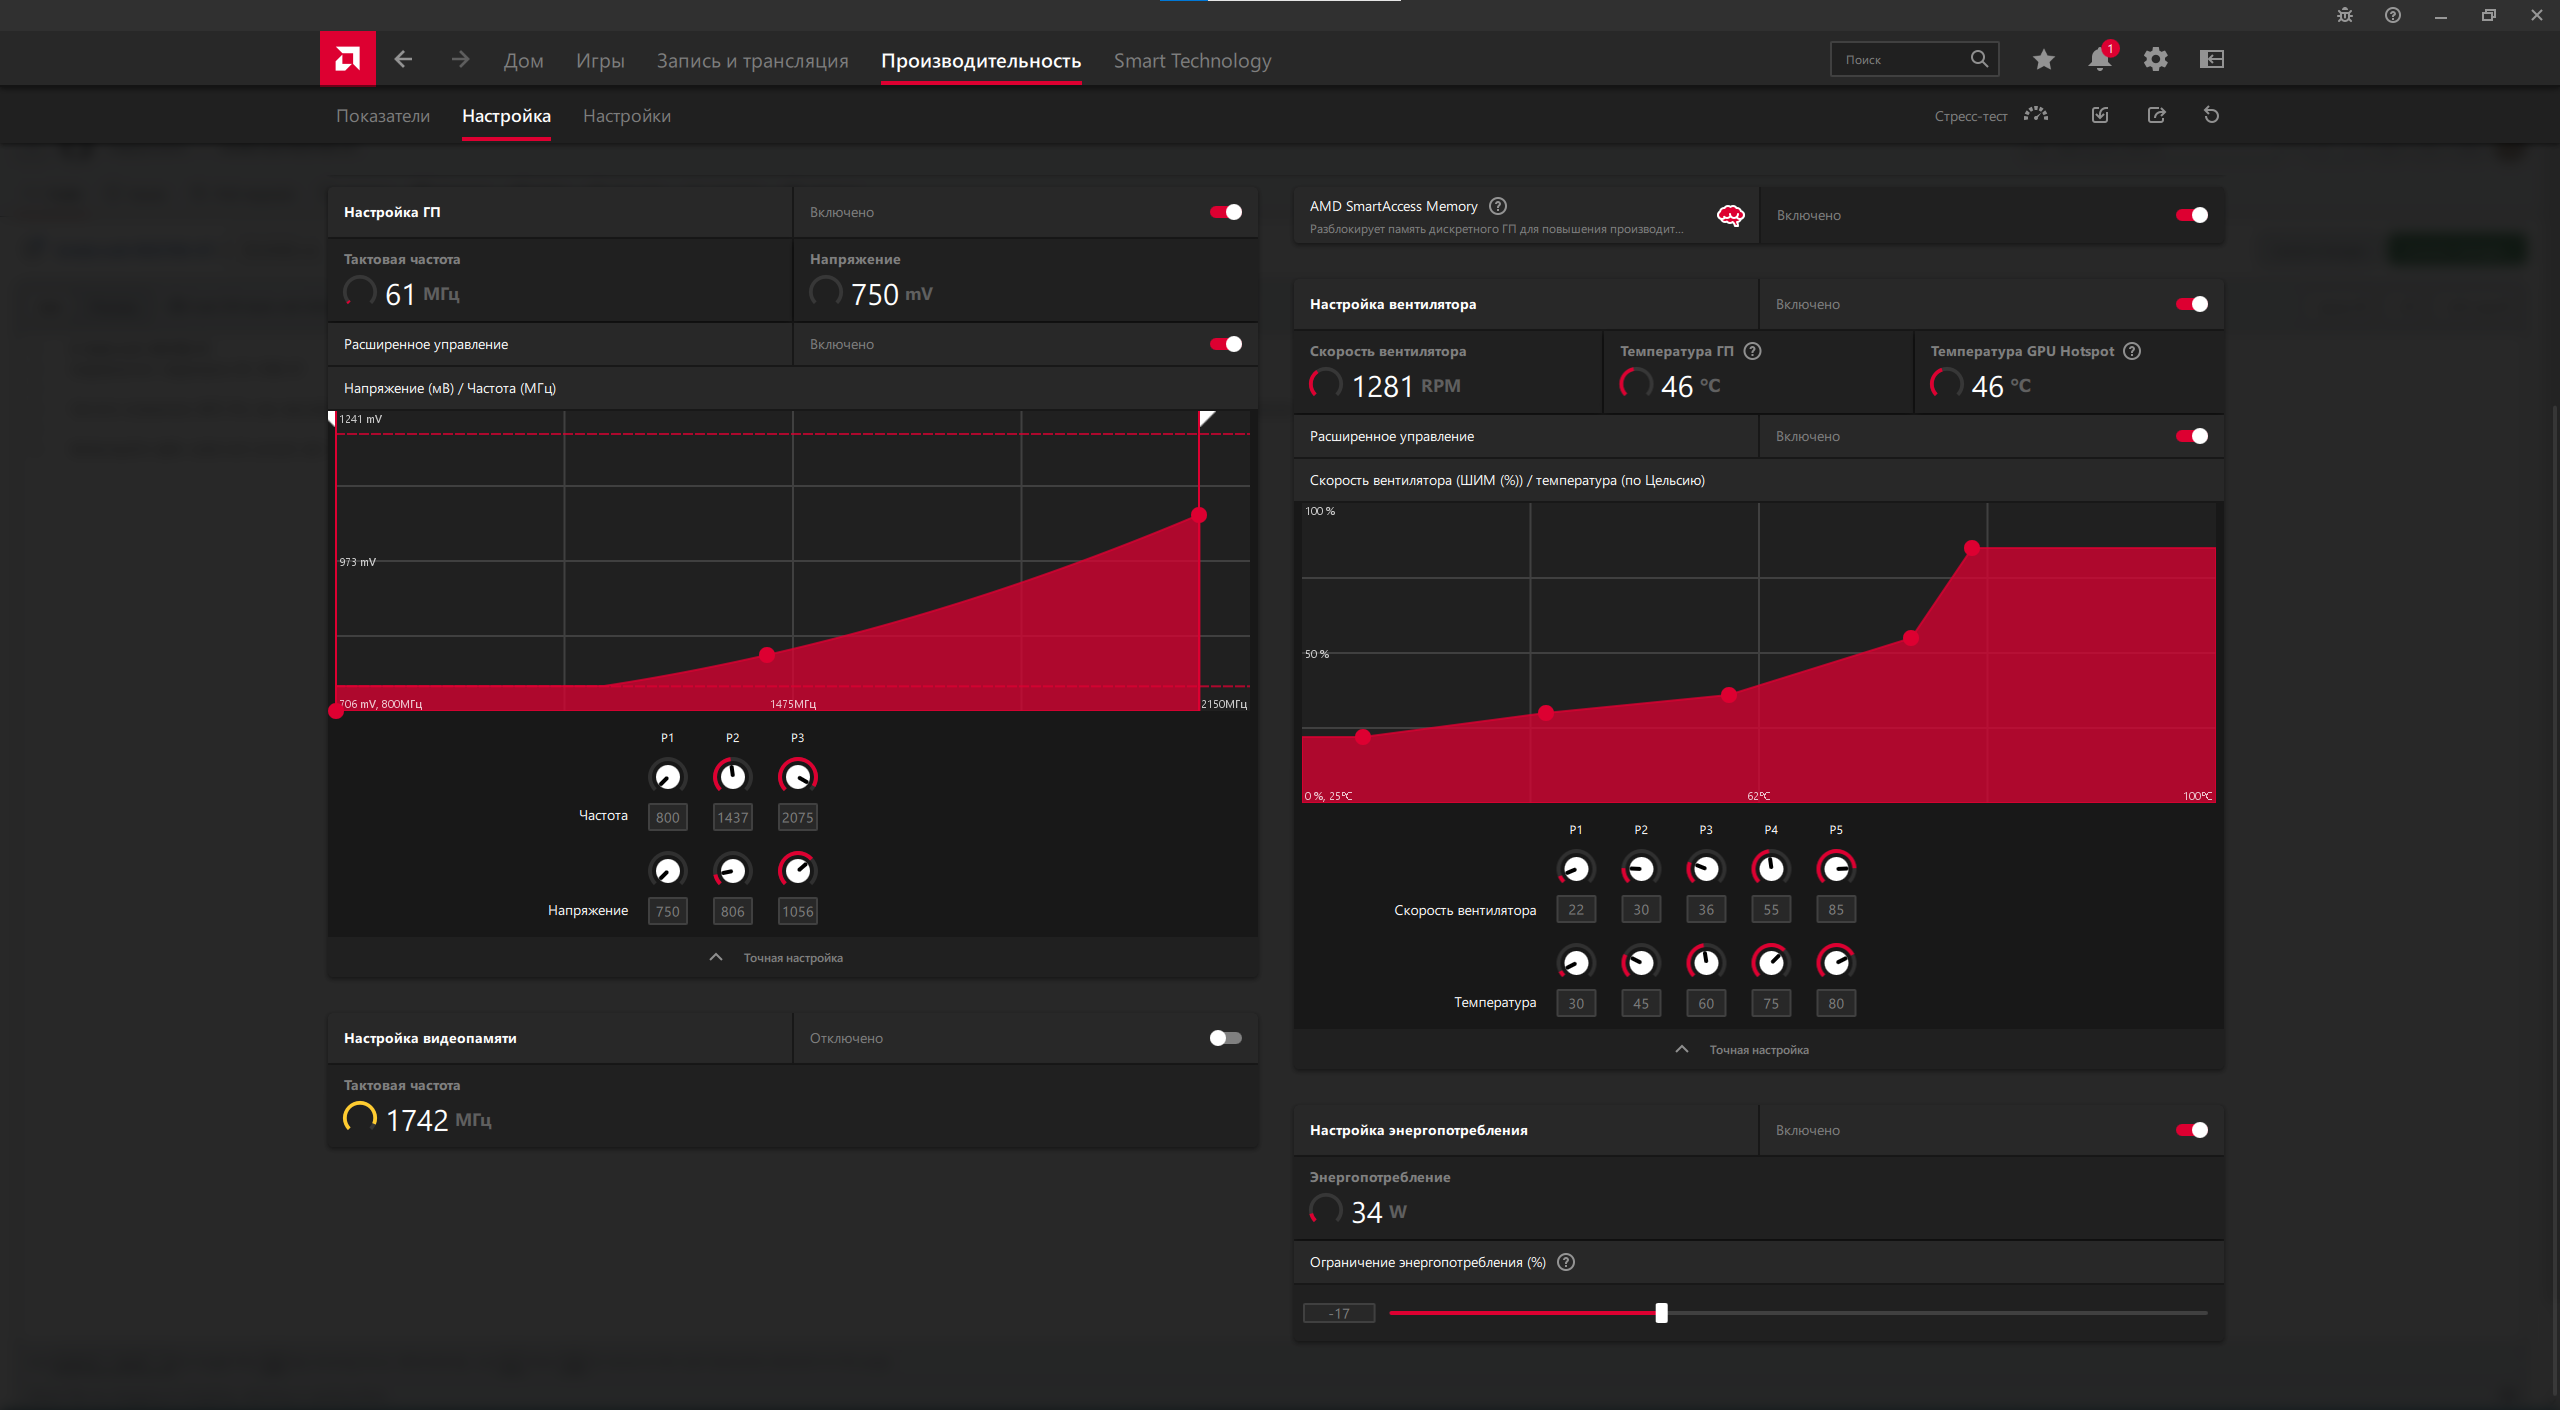 Дом
Игры
Запись и трансляция
Производительность
Smart Technology
Поиск
1
Показатели
Настройка
Настройки
Стресс-тест
Настройка ГП
Включено
Тактовая частота
61 МГц
Напряжение
750 mV
Расширенное управление
Включено
Напряжение (мВ) / Частота (МГц)
1241 mV
973 mV
706 mV, 800МГц
1475МГц
2150МГц
P1 P2 P3
Частота
800 1437 2075
Напряжение
750 806 1056
Точная настройка
Настройка видеопамяти
Отключено
Тактовая частота
1742 МГц
AMD SmartAccess Memory
Разблокирует память дискретного ГП для повышения производит...
Включено
Настройка вентилятора
Включено
Скорость вентилятора
1281 RPM
Температура ГП
46 °C
Температура GPU Hotspot
46 °C
Расширенное управление
Включено
Скорость вентилятора (ШИМ (%)) / температура (по Цельсию)
100 %
50 %
0 %, 25°C
62°C
100°C
P1 P2 P3 P4 P5
Скорость вентилятора
22 30 36 55 85
Температура
30 45 60 75 80
Точная настройка
Настройка энергопотребления
Включено
Энергопотребление
34 W
Ограничение энергопотребления (%)
-17